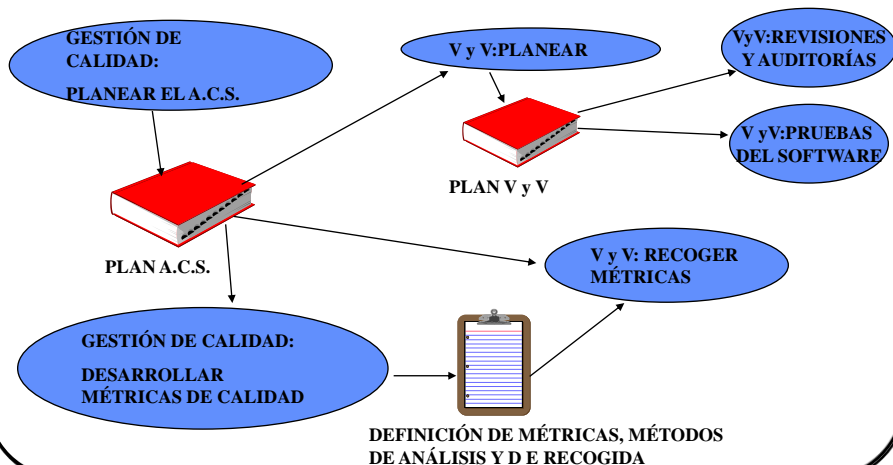 GESTIÓN DE
CALIDAD:
PLANEAR EL A.C.S.
V y V:PLANEAR
VyV:REVISIONES
Y AUDITORÍAS
V yV:PRUEBAS
DEL SOFTWARE
PLAN V y V
PLAN A.C.S.
V y V: RECOGER
MÉTRICAS
GESTIÓN DE CALIDAD:
DESARROLLAR
MÉTRICAS DE CALIDAD
DEFINICIÓN DE MÉTRICAS, MÉTODOS
DE ANÁLISIS Y D E RECOGIDA